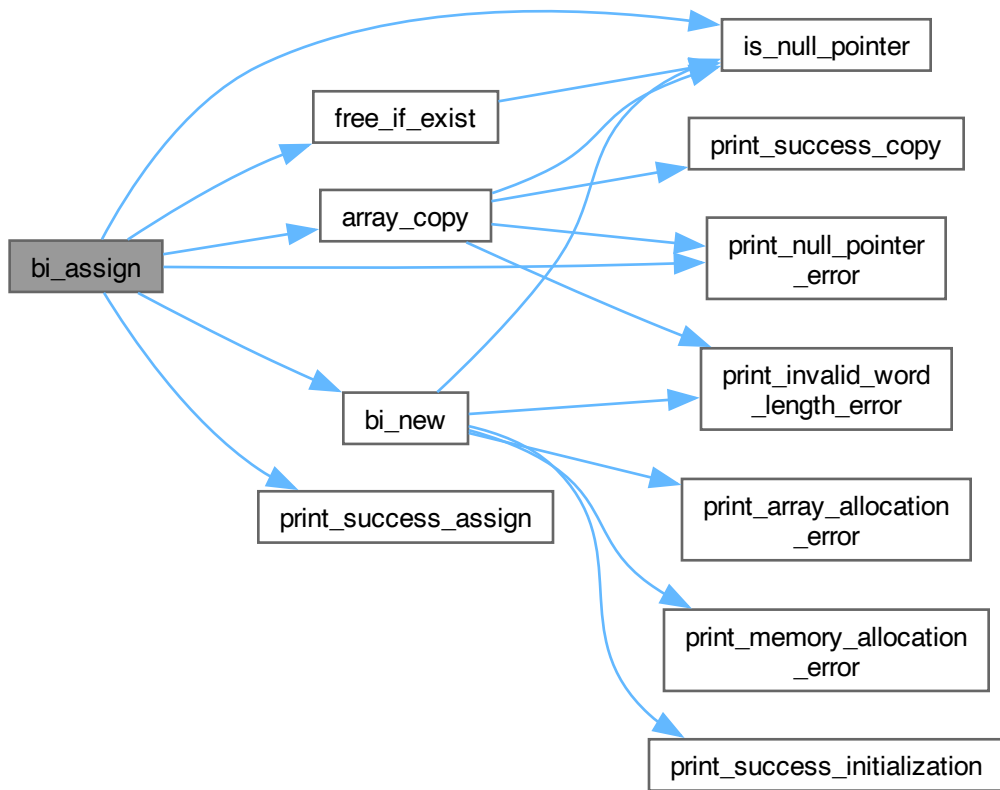 is_null_pointer
free_if_exist
print_success_copy
array_copy
print_null_pointer
_error
bi_assign
print_invalid_word
_length_error
bi_new
print_success_assign
print_array_allocation
_error
print_memory_allocation
_error
print_success_initialization